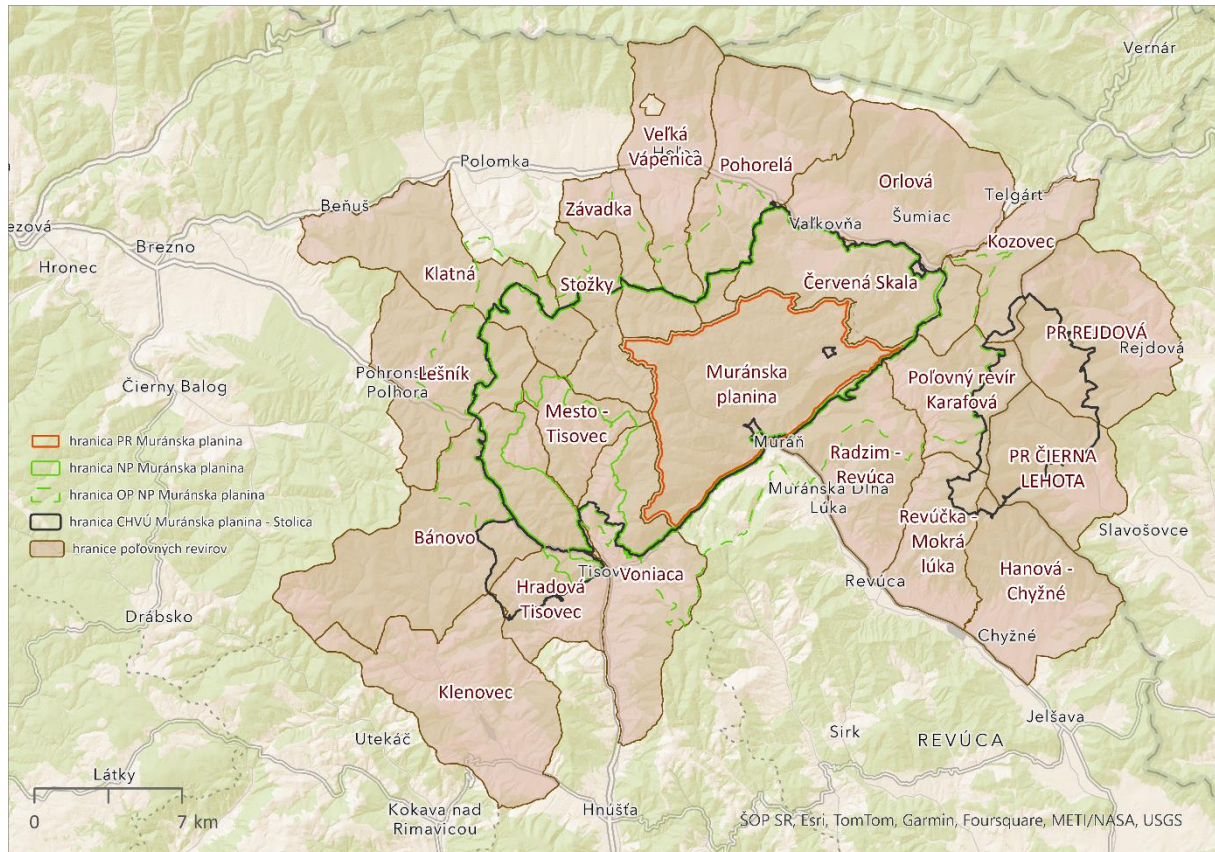 Vernár
Veľká
Vápenica
Polomka
Pohorelá
Orlová
Telgárt
Beňuš
Závadka
Vaľkovňa
Šumiac
ezová
Brezno
Kozovec
Hronec
Klatná
Stožky
Červená Skala
PR REJDOVÁ
Rejdová
Čierny Balog
Lešník
Polhora
Muránska
planina
Poľovný revír
Karafová
Mesto -
Tisovec
hranica PR Muránska planina
hranica NP Muránska planina
hranica OP NP Muránska planina
hranica CHVÚ Muránska planina - Stolica
hranice poľovných revírov
Muráň
Radzim -
Revúca
PR ČIERNA
LEHOTA
Muránska Dlhá
Lúka
Bánovo
Revúčka -
Mokrá
lúka
Slavošovce
Hradová
Tisovec
Voniaca
Revúca
Hanová -
Chyžné
Drábsko
Chyžné
Klenovec
Utekáč
Jelšava
Sirk
REVÚCA
Látky
0
7 km
Kokava nad
Rimavicou
Hnúšťa
ŠOP SR, Esri, TomTom, Garmin, Foursquare, METI/NASA, USGS